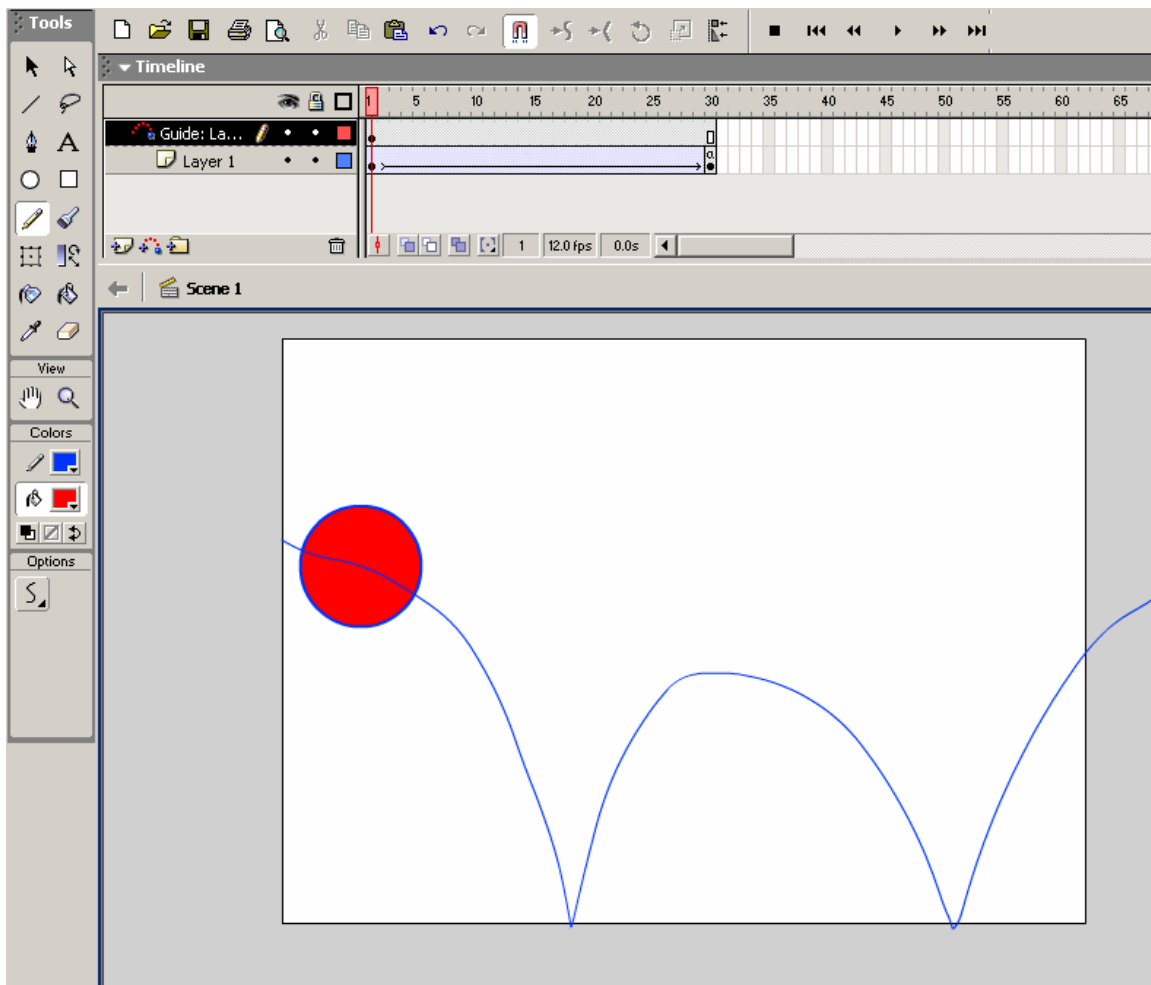 Tools
Timeline
1 5 10 15 20 25 30 35 40 45 50 55 60 65
Guide: La...
a
Layer 1
1 12.0 fps 0.0s
Scene 1
View
Colors
Options